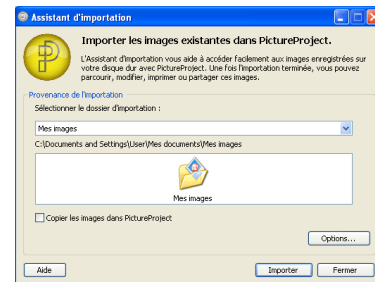 Assistant d'importation
Importer les images existantes dans PictureProject.
L'Assistant d'importation vous aide à accéder facilement aux images enregistrées sur
votre disque dur avec PictureProject. Une fois l'importation terminée, vous pouvez
parcourir, modifier, imprimer ou partager ces images.
Provenance de l'importation
Sélectionner le dossier d'importation :
Mes images
C:\Documents and Settings\User\Mes documents\Mes images
Mes images
Copier les images dans PictureProject
Options...
Aide
Importer
Fermer